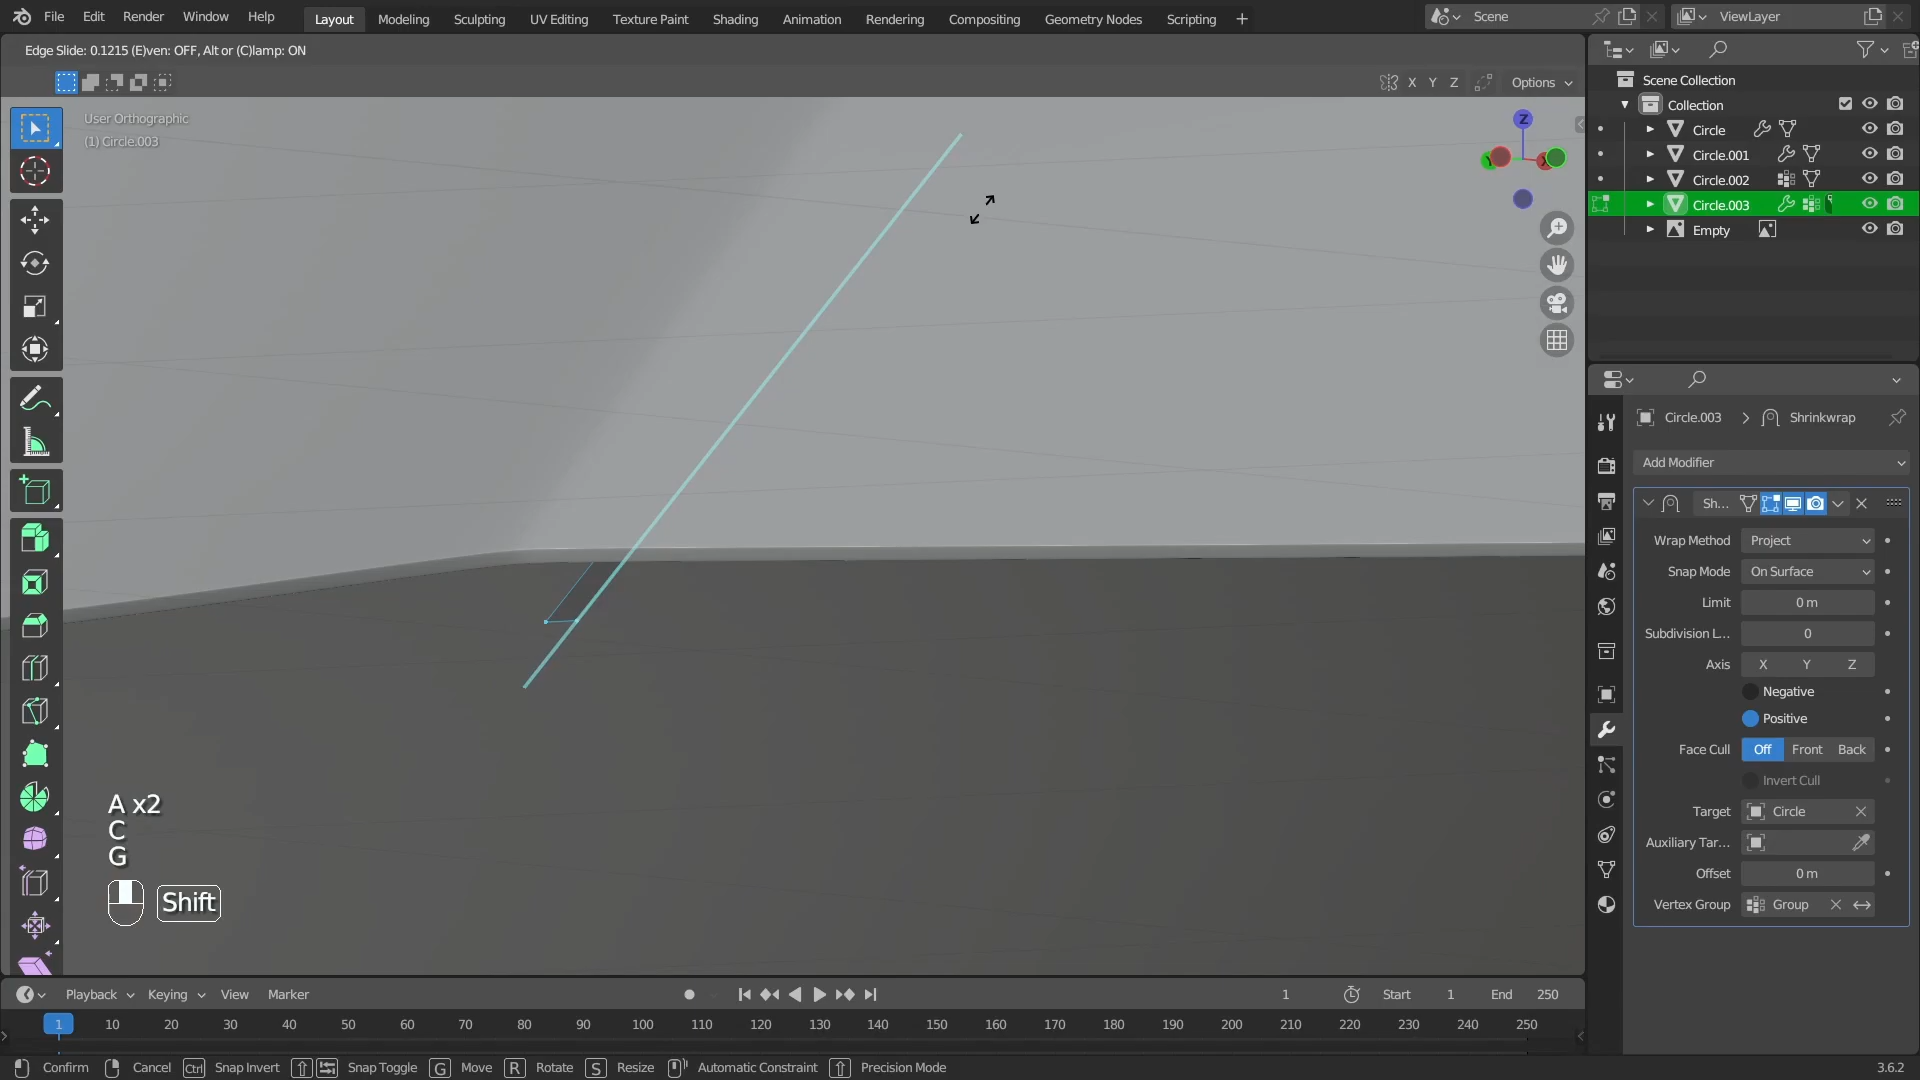 File Edit Render Window Help Layout Modeling Sculpting UV Editing Texture Paint Shading Animation Rendering Compositing Geometry Nodes Scripting + Scene ViewLayer
Edge Slide: 0.1215 (E)ven: OFF, Alt or (C)lamp: ON
X Y Z Options
User Orthographic
(1) Circle.003
Z
Y
X
Scene Collection
Collection
Circle
Circle.001
Circle.002
Circle.003
Empty
Circle.003 > Shrinkwrap
Add Modifier
Sh...
Wrap Method Project
Snap Mode On Surface
Limit 0 m
Subdivision L... 0
Axis X Y Z
Negative
Positive
Face Cull Off Front Back
Invert Cull
Target Circle
Auxiliary Tar...
Offset 0 m
Vertex Group Group
A x2
C
G
Shift
Playback Keying View Marker 1 Start 1 End 250
1 10 20 30 40 50 60 70 80 90 100 110 120 130 140 150 160 170 180 190 200 210 220 230 240 250
Confirm Cancel Ctrl Snap Invert Snap Toggle G Move R Rotate S Resize Automatic Constraint Precision Mode 3.6.2